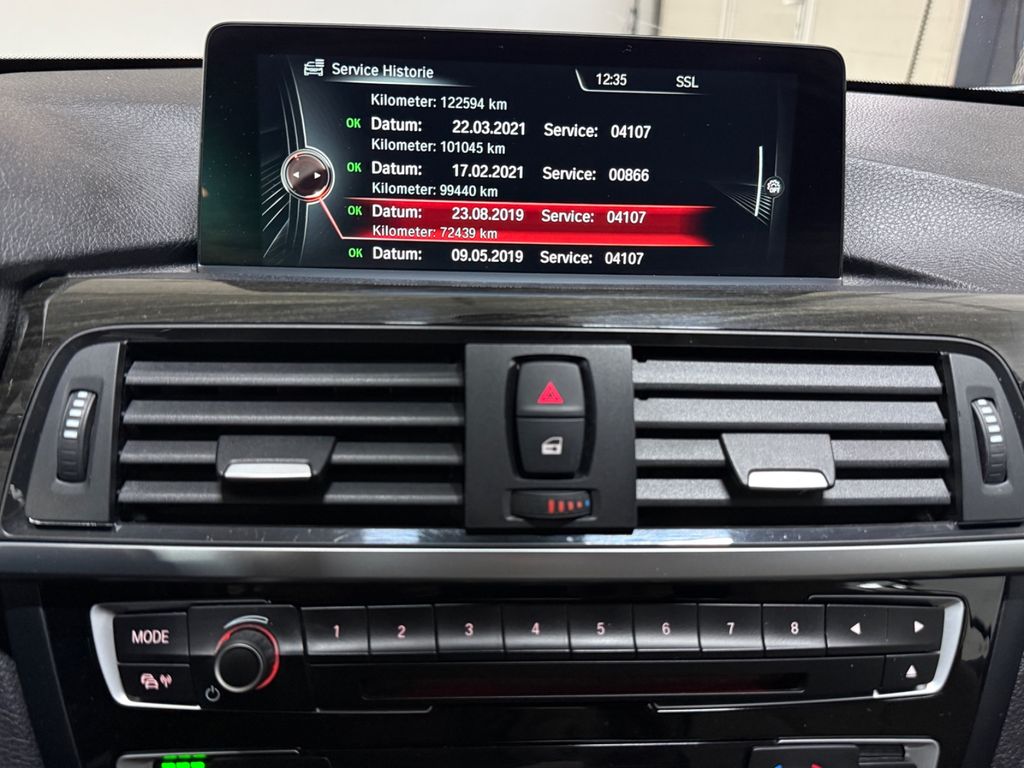 Service Historie
12:35
SSL
Kilometer: 122594 km
OK Datum: 22.03.2021 Service: 04107
Kilometer: 101045 km
OK Datum: 17.02.2021 Service: 00866
Kilometer: 99440 km
OK Datum: 23.08.2019 Service: 04107
Kilometer: 72439 km
OK Datum: 09.05.2019 Service: 04107
MODE
1 2 3 4 5 6 7 8